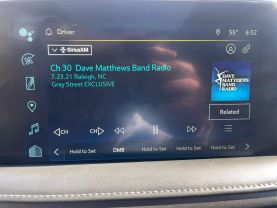 Driver
55°
6:52
SiriusXM
Ch 30 Dave Matthews Band Radio
7.23.21 Raleigh, NC
Grey Street EXCLUSIVE
DAVE
MATTHEWS
BAND
RADIO
Related
CH
CH
Hold to Set
DMB
Hold to Set
Hold to Set
Hold to Set